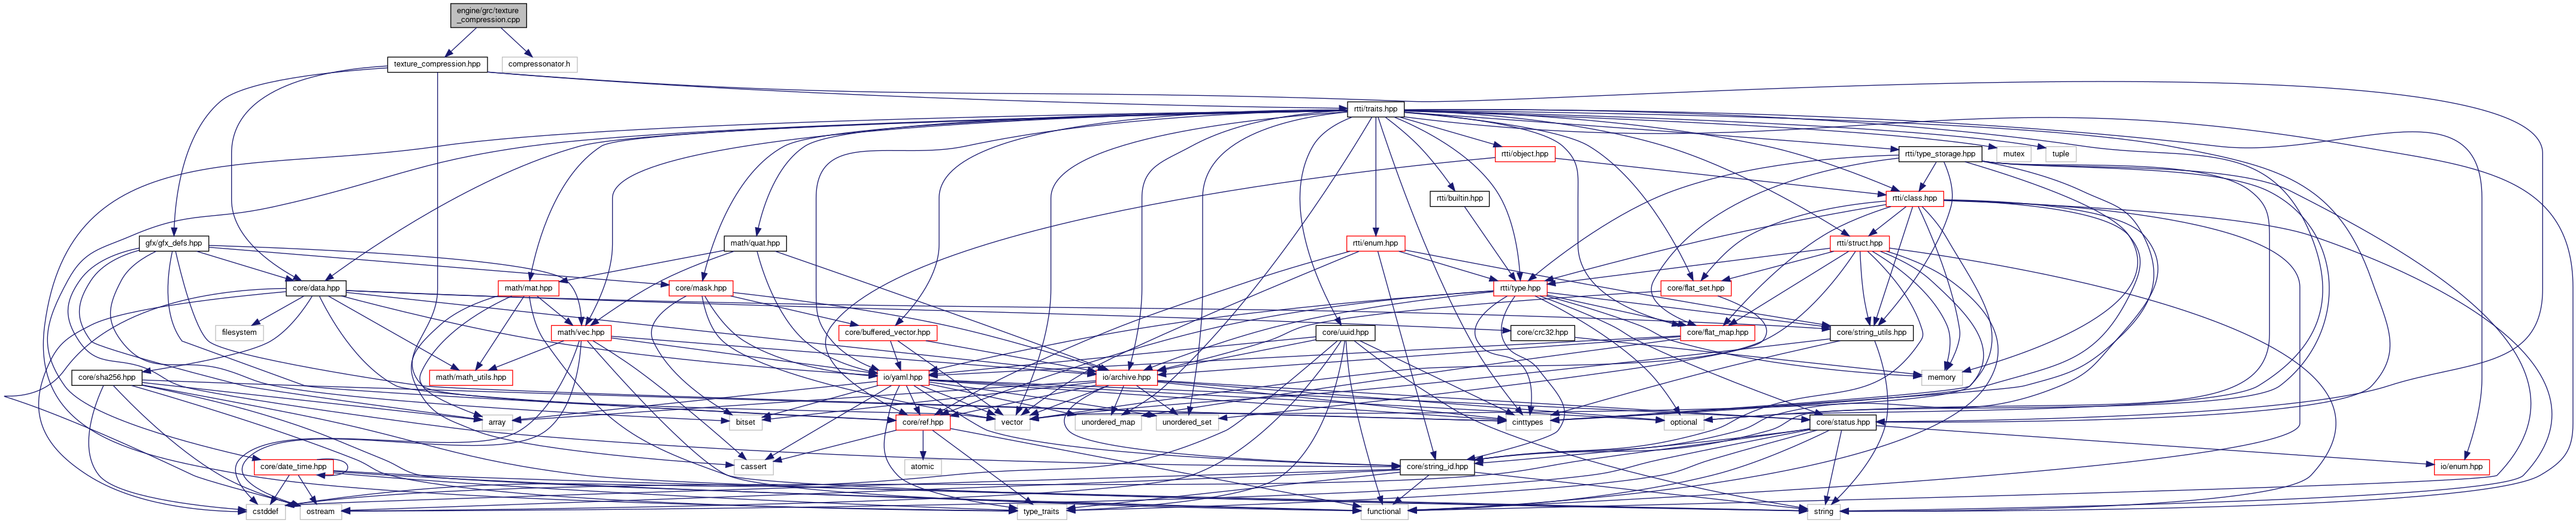 engine/grc/texture
_compression.cpp
texture_compression.hpp
compressonator.h
rtti/traits.hpp
rtti/object.hpp
rtti/type_storage.hpp
mutex
tuple
rtti/builtin.hpp
rtti/class.hpp
gfx/gfx_defs.hpp
math/quat.hpp
rtti/enum.hpp
rtti/struct.hpp
core/data.hpp
math/mat.hpp
core/mask.hpp
rtti/type.hpp
core/flat_set.hpp
filesystem
math/vec.hpp
core/buffered_vector.hpp
core/crc32.hpp
core/uuid.hpp
core/flat_map.hpp
core/string_utils.hpp
core/sha256.hpp
math/math_utils.hpp
io/yaml.hpp
io/archive.hpp
memory
array
bitset
core/ref.hpp
vector
unordered_map
unordered_set
cinttypes
optional
core/status.hpp
core/date_time.hpp
cassert
atomic
core/string_id.hpp
io/enum.hpp
cstddef
ostream
type_traits
functional
string